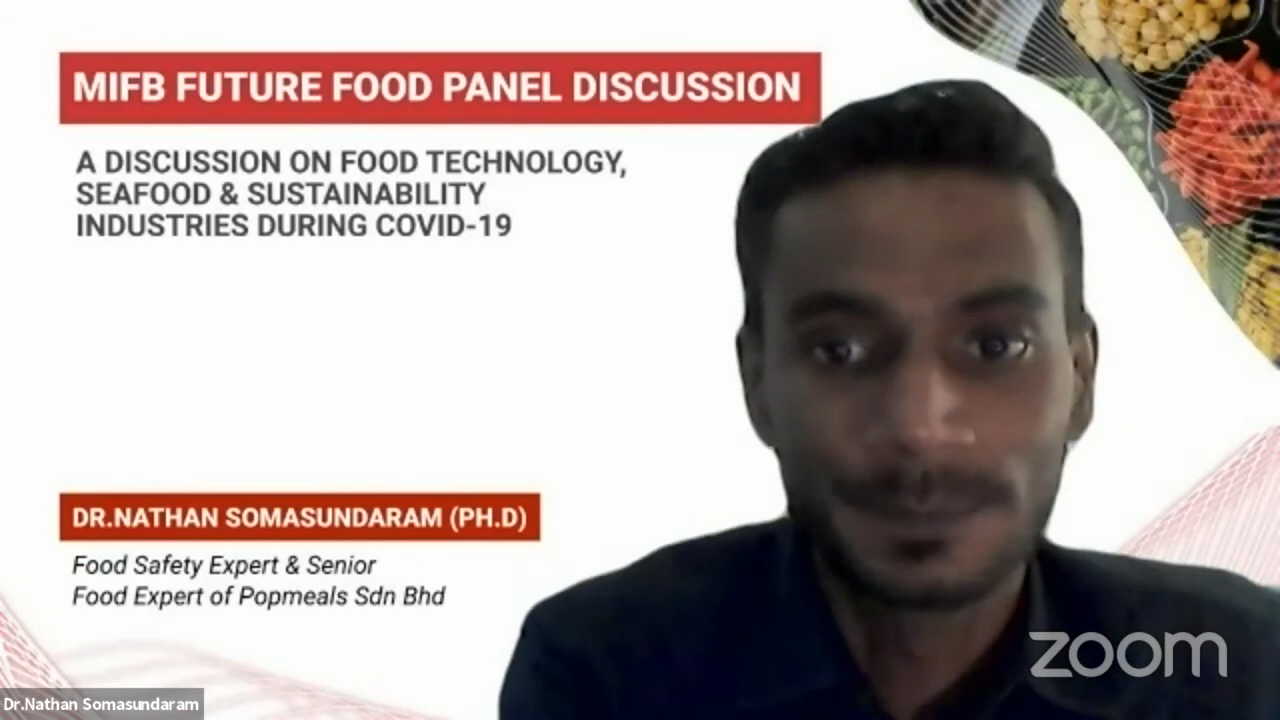 MIFB FUTURE FOOD PANEL DISCUSSION
A DISCUSSION ON FOOD TECHNOLOGY,
SEAFOOD & SUSTAINABILITY
INDUSTRIES DURING COVID-19
DR.NATHAN SOMASUNDARAM (PH.D)
Food Safety Expert & Senior
Food Expert of Popmeals Sdn Bhd
zoom
Dr.Nathan Somasundaram